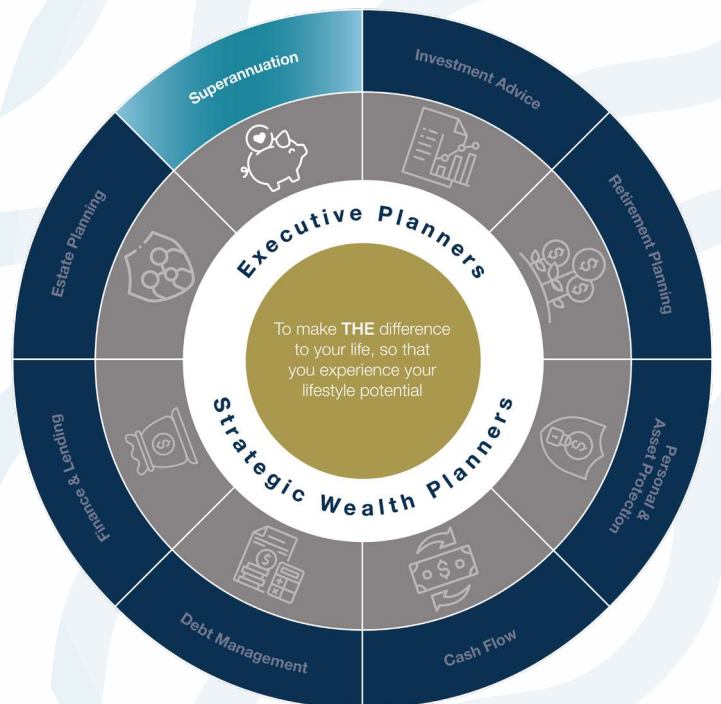 Superannuation
Investment Advice
Retirement Planning
Personal &
Asset Protection
Cash Flow
Debt Management
Finance & Lending
Estate Planning
Executive Planners
To make THE difference
to your life, so that
you experience your
lifestyle potential
Strategic Wealth Planners